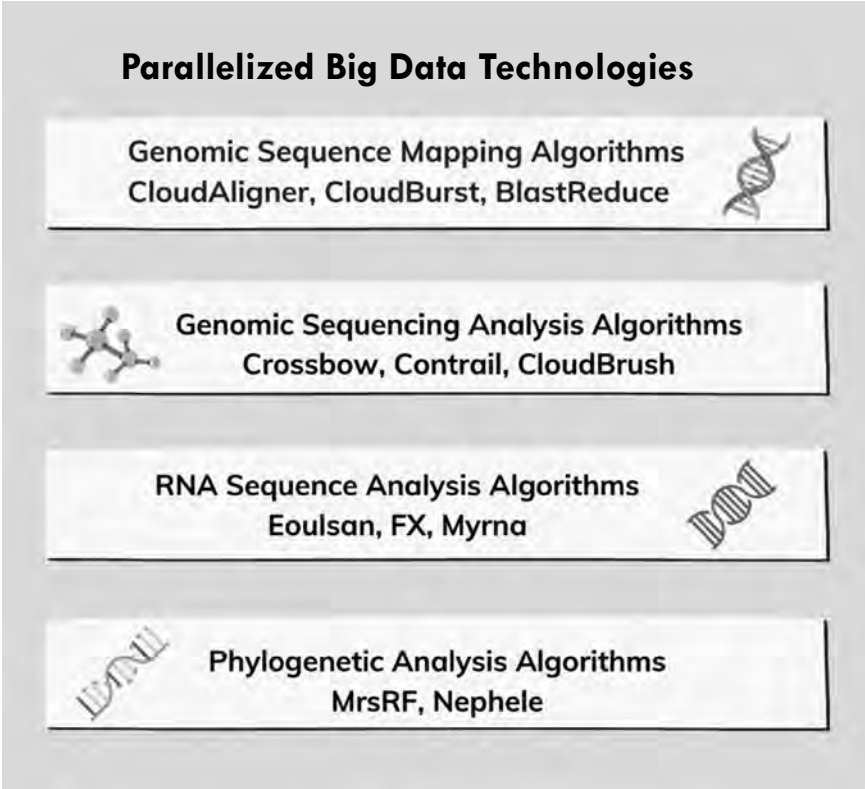 Parallelized Big Data Technologies
Genomic Sequence Mapping Algorithms
CloudAligner, CloudBurst, BlastReduce
Genomic Sequencing Analysis Algorithms
Crossbow, Contrail, CloudBrush
RNA Sequence Analysis Algorithms
Eoulsan, FX, Myrna
Phylogenetic Analysis Algorithms
MrsRF, Nephele